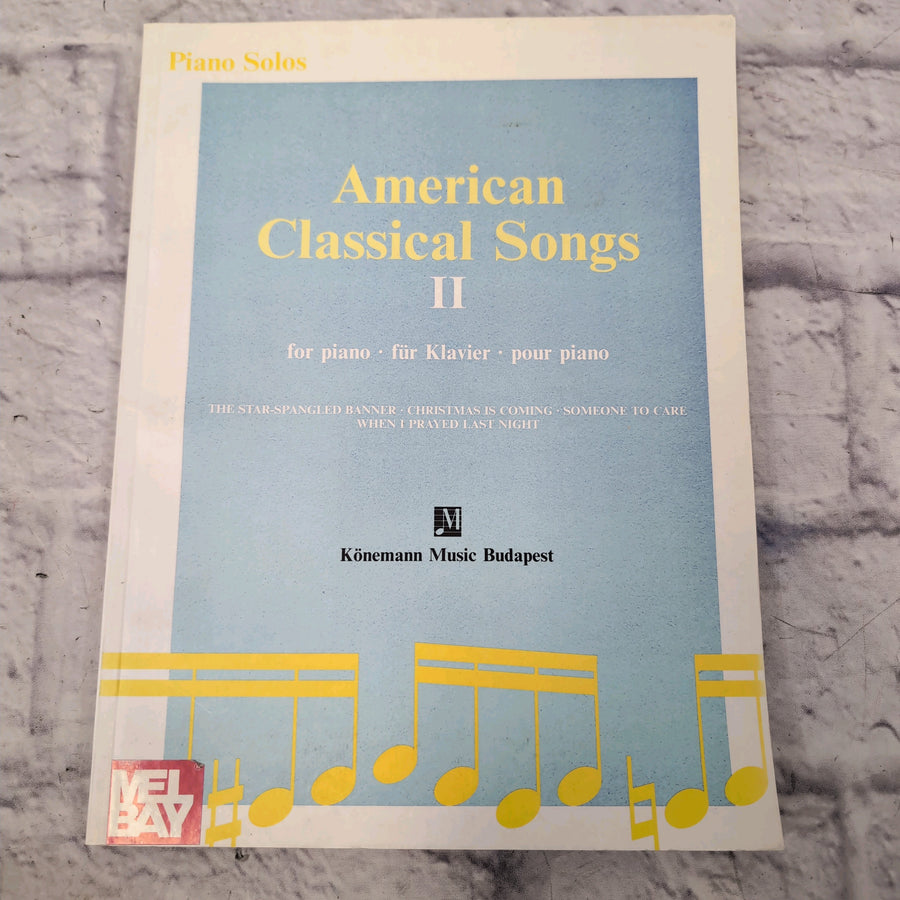 Piano Solos
American
Classical Songs
II
for piano · für Klavier · pour piano
THE STAR-SPANGLED BANNER · CHRISTMAS IS COMING · SOMEONE TO CARE
WHEN I PRAYED LAST NIGHT
M
Könemann Music Budapest
MEL
BAY